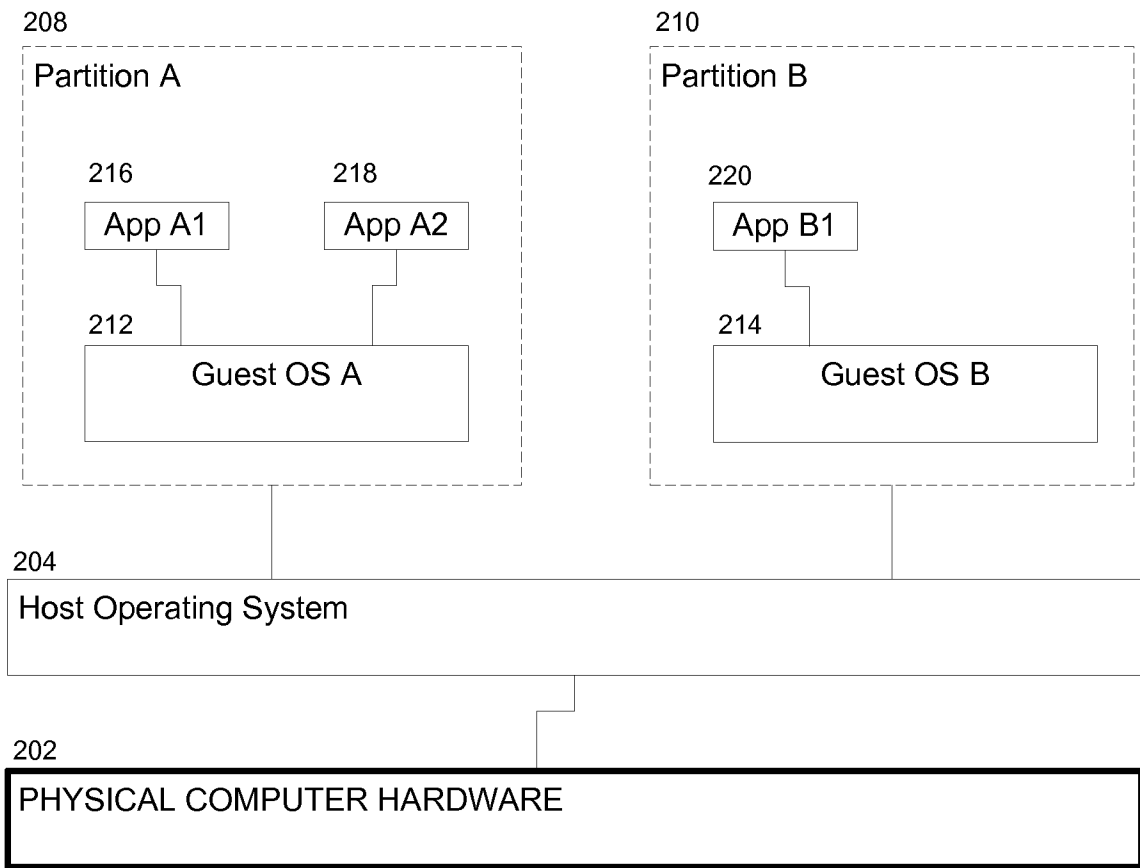 208
210
Partition A
Partition B
216
218
220
App A1
App A2
App B1
212
214
Guest OS A
Guest OS B
204
Host Operating System
202
PHYSICAL COMPUTER HARDWARE